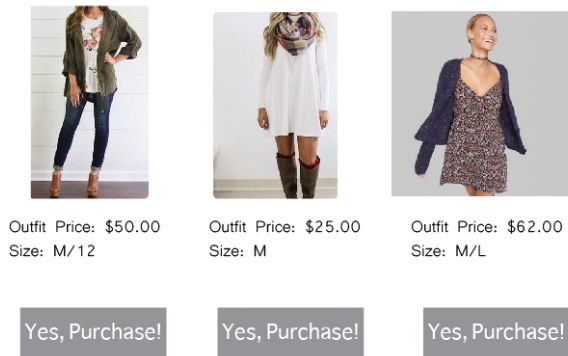 Outfit Price: $50.00
Size: M/12
Outfit Price: $25.00
Size: M
Outfit Price: $62.00
Size: M/L
Yes, Purchase!
Yes, Purchase!
Yes, Purchase!